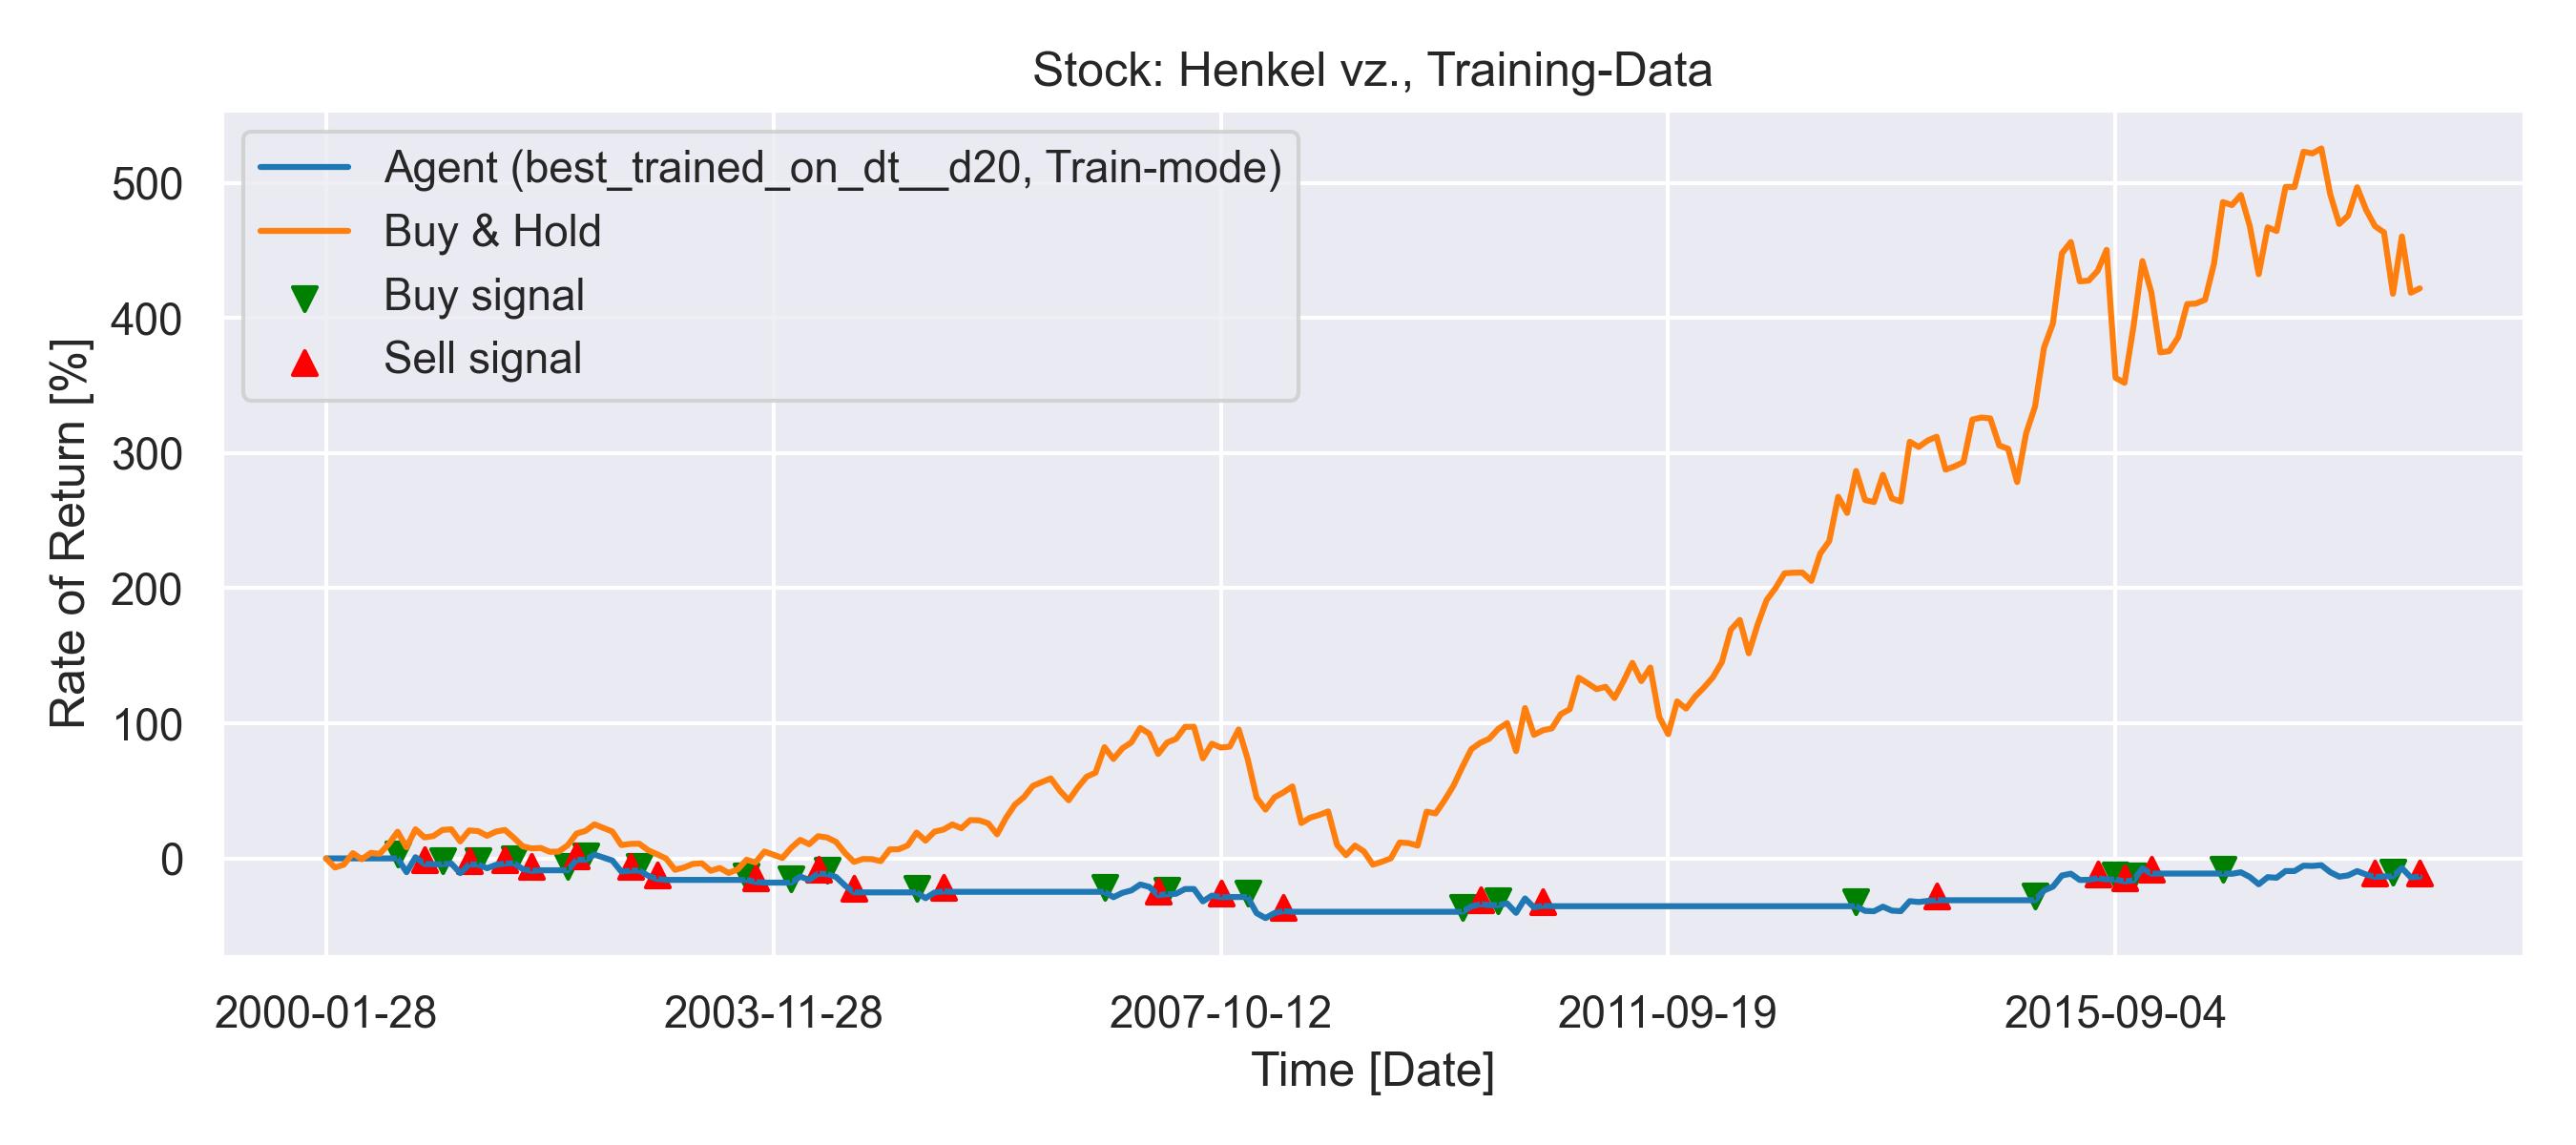 Stock: Henkel vz., Training-Data
Agent (best_trained_on_dt__d20, Train-mode)
Buy & Hold
Buy signal
Sell signal
Rate of Return [%]
500
400
300
200
100
0
2000-01-28
2003-11-28
2007-10-12
2011-09-19
2015-09-04
Time [Date]